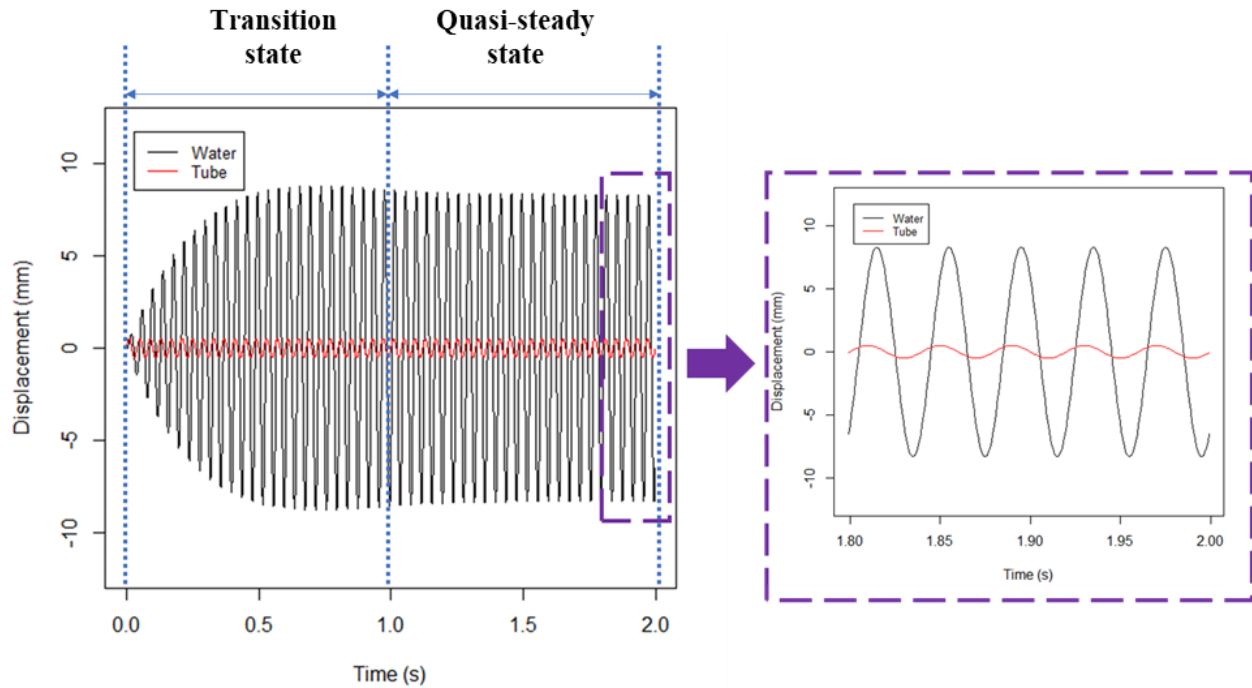 Transition
state
Quasi-steady
state
Water
Tube
10
5
0
-5
-10
Displacement (mm)
0.0
0.5
1.0
1.5
2.0
Time (s)
Water
Tube
10
5
0
-5
-10
Displacement (mm)
1.80
1.85
1.90
1.95
2.00
Time (s)